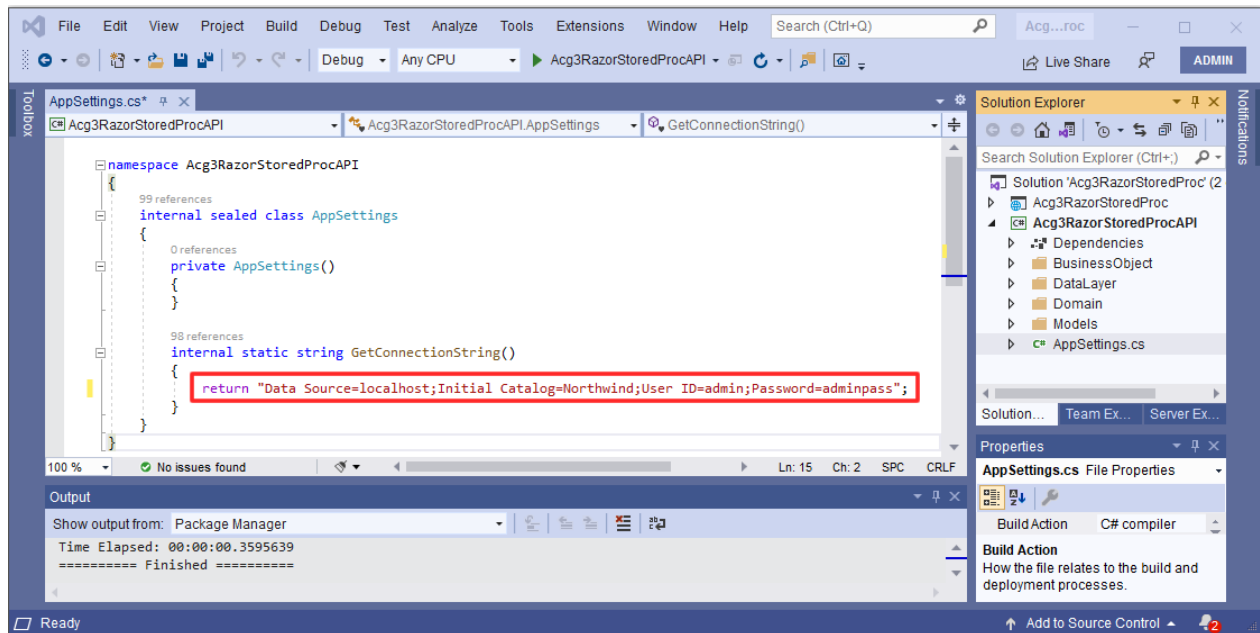 File Edit View Project Build Debug Test Analyze Tools Extensions Window Help Search (Ctrl+Q) Acg...roc
Debug Any CPU Acg3RazorStoredProcAPI Live Share ADMIN
Toolbox
AppSettings.cs*
Acg3RazorStoredProcAPI Acg3RazorStoredProcAPI.AppSettings GetConnectionString()
namespace Acg3RazorStoredProcAPI
{
99 references
internal sealed class AppSettings
{
0 references
private AppSettings()
{
}
98 references
internal static string GetConnectionString()
{
return "Data Source=localhost;Initial Catalog=Northwind;User ID=admin;Password=adminpass";
}
}
}
100 % No issues found Ln: 15 Ch: 2 SPC CRLF
Output
Show output from: Package Manager
Time Elapsed: 00:00:00.3595639
========== Finished ==========
Solution Explorer
Search Solution Explorer (Ctrl+;)
Solution 'Acg3RazorStoredProc' (2
Acg3RazorStoredProc
C# Acg3RazorStoredProcAPI
Dependencies
BusinessObject
DataLayer
Domain
Models
C# AppSettings.cs
Solution... Team Ex... Server Ex...
Properties
AppSettings.cs File Properties
Build Action C# compiler
Build Action
How the file relates to the build and
deployment processes.
Notifications
Ready Add to Source Control 2